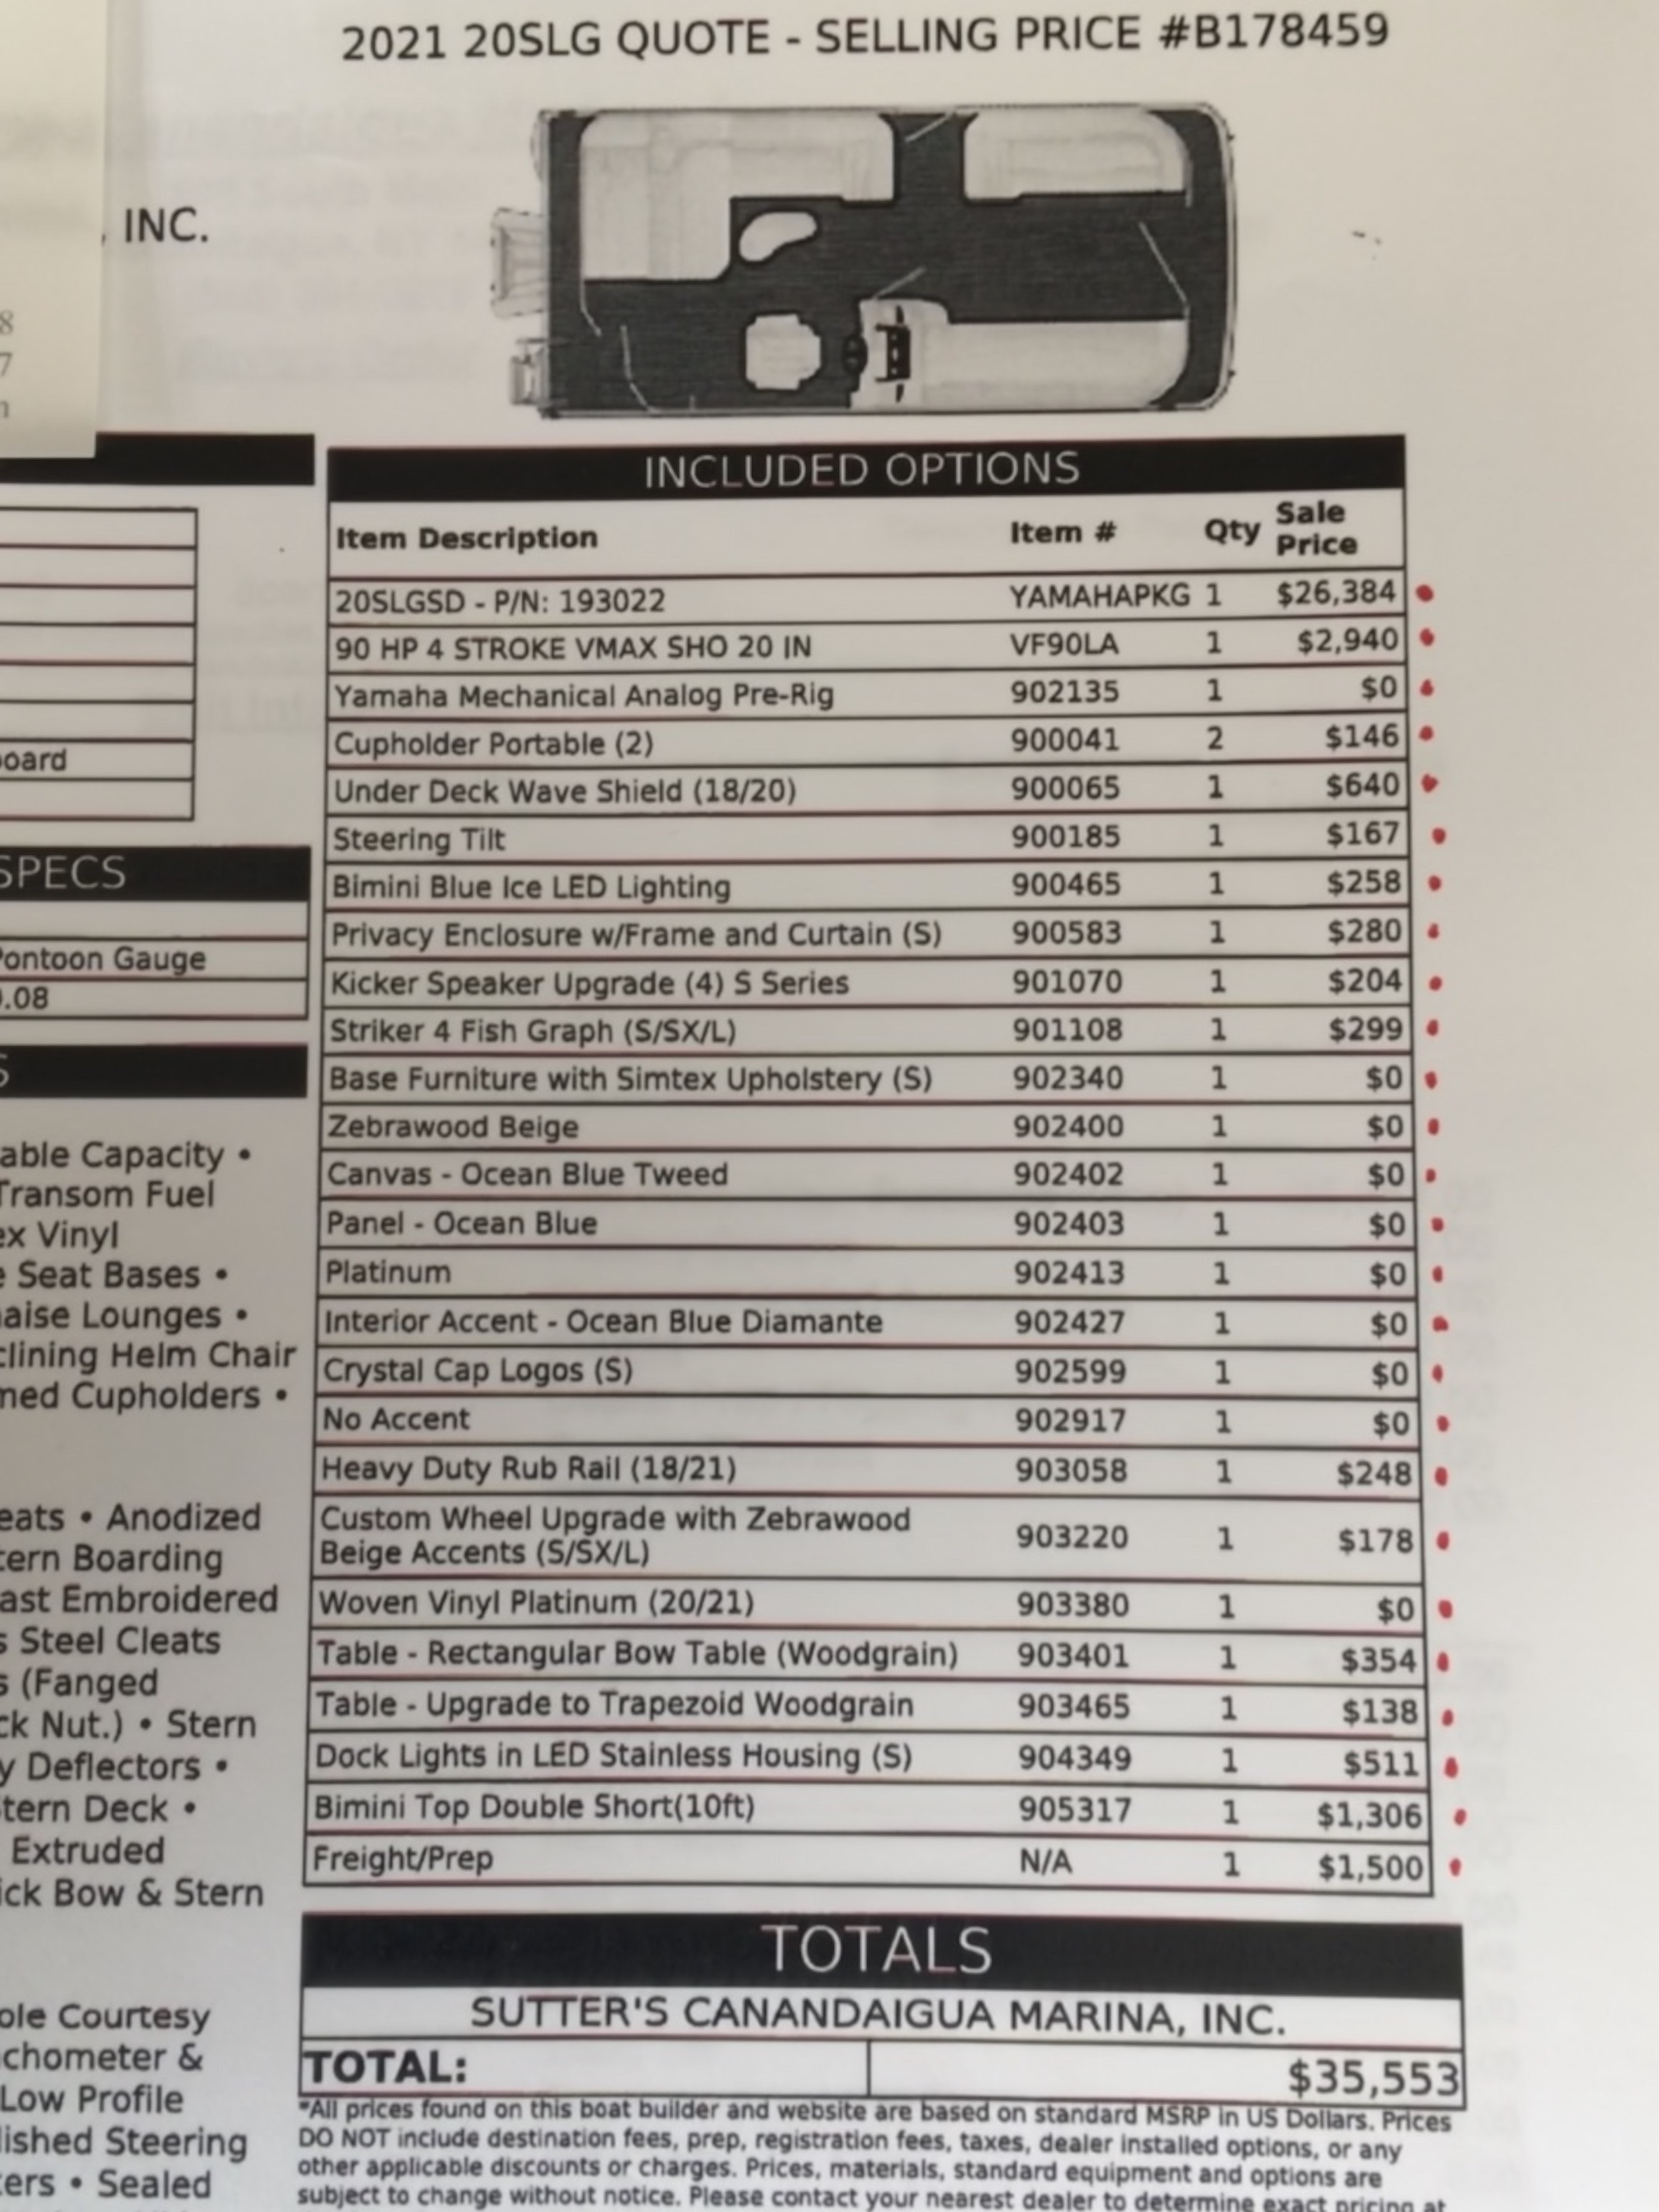 2021 20SLG QUOTE - SELLING PRICE #B178459
, INC.
8
7
n
board
SPECS
Pontoon Gauge
0.08
S
able Capacity •
Transom Fuel
ex Vinyl
e Seat Bases •
haise Lounges •
clining Helm Chair
med Cupholders •
eats • Anodized
tern Boarding
ast Embroidered
s Steel Cleats
s (Fanged
ck Nut.) • Stern
y Deflectors •
Stern Deck •
Extruded
ick Bow & Stern
ole Courtesy
achometer &
Low Profile
lished Steering
ters • Sealed
INCLUDED OPTIONS
Item Description Item # Qty Sale Price
20SLGSD - P/N: 193022 YAMAHAPKG 1 $26,384
90 HP 4 STROKE VMAX SHO 20 IN VF90LA 1 $2,940
Yamaha Mechanical Analog Pre-Rig 902135 1 $0
Cupholder Portable (2) 900041 2 $146
Under Deck Wave Shield (18/20) 900065 1 $640
Steering Tilt 900185 1 $167
Bimini Blue Ice LED Lighting 900465 1 $258
Privacy Enclosure w/Frame and Curtain (S) 900583 1 $280
Kicker Speaker Upgrade (4) S Series 901070 1 $204
Striker 4 Fish Graph (S/SX/L) 901108 1 $299
Base Furniture with Simtex Upholstery (S) 902340 1 $0
Zebrawood Beige 902400 1 $0
Canvas - Ocean Blue Tweed 902402 1 $0
Panel - Ocean Blue 902403 1 $0
Platinum 902413 1 $0
Interior Accent - Ocean Blue Diamante 902427 1 $0
Crystal Cap Logos (S) 902599 1 $0
No Accent 902917 1 $0
Heavy Duty Rub Rail (18/21) 903058 1 $248
Custom Wheel Upgrade with Zebrawood
Beige Accents (S/SX/L) 903220 1 $178
Woven Vinyl Platinum (20/21) 903380 1 $0
Table - Rectangular Bow Table (Woodgrain) 903401 1 $354
Table - Upgrade to Trapezoid Woodgrain 903465 1 $138
Dock Lights in LED Stainless Housing (S) 904349 1 $511
Bimini Top Double Short(10ft) 905317 1 $1,306
Freight/Prep N/A 1 $1,500
TOTALS
SUTTER'S CANANDAIGUA MARINA, INC.
TOTAL: $35,553
*All prices found on this boat builder and website are based on standard MSRP in US Dollars. Prices
DO NOT include destination fees, prep, registration fees, taxes, dealer installed options, or any
other applicable discounts or charges. Prices, materials, standard equipment and options are
subject to change without notice. Please contact your nearest dealer to determine exact pricing at